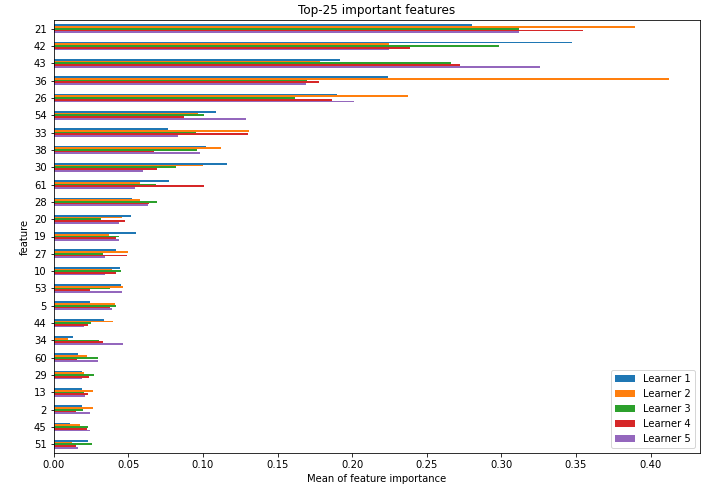 Top-25 important features
21
42
43
36
26
54
33
38
30
61
28
20
19
27
10
53
5
44
34
60
29
13
2
45
51
feature
Learner 1
Learner 2
Learner 3
Learner 4
Learner 5
0.00 0.05 0.10 0.15 0.20 0.25 0.30 0.35 0.40
Mean of feature importance